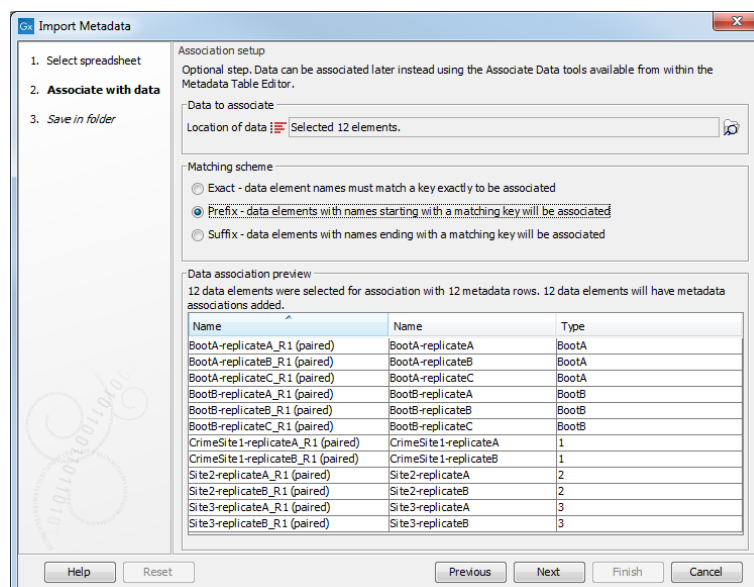 Gx Import Metadata
1. Select spreadsheet
2. Associate with data
3. Save in folder
Association setup
Optional step. Data can be associated later instead using the Associate Data tools available from within the
Metadata Table Editor.
Data to associate
Location of data Selected 12 elements.
Matching scheme
Exact - data element names must match a key exactly to be associated
Prefix - data elements with names starting with a matching key will be associated
Suffix - data elements with names ending with a matching key will be associated
Data association preview
12 data elements were selected for association with 12 metadata rows. 12 data elements will have metadata
associations added.
Name Name Type
BootA-replicateA_R1 (paired) BootA-replicateA BootA
BootA-replicateB_R1 (paired) BootA-replicateB BootA
BootA-replicateC_R1 (paired) BootA-replicateC BootA
BootB-replicateA_R1 (paired) BootB-replicateA BootB
BootB-replicateB_R1 (paired) BootB-replicateB BootB
BootB-replicateC_R1 (paired) BootB-replicateC BootB
CrimeSite1-replicateA_R1 (paired) CrimeSite1-replicateA 1
CrimeSite1-replicateB_R1 (paired) CrimeSite1-replicateB 1
Site2-replicateA_R1 (paired) Site2-replicateA 2
Site2-replicateB_R1 (paired) Site2-replicateB 2
Site3-replicateA_R1 (paired) Site3-replicateA 3
Site3-replicateB_R1 (paired) Site3-replicateB 3
Help Reset Previous Next Finish Cancel